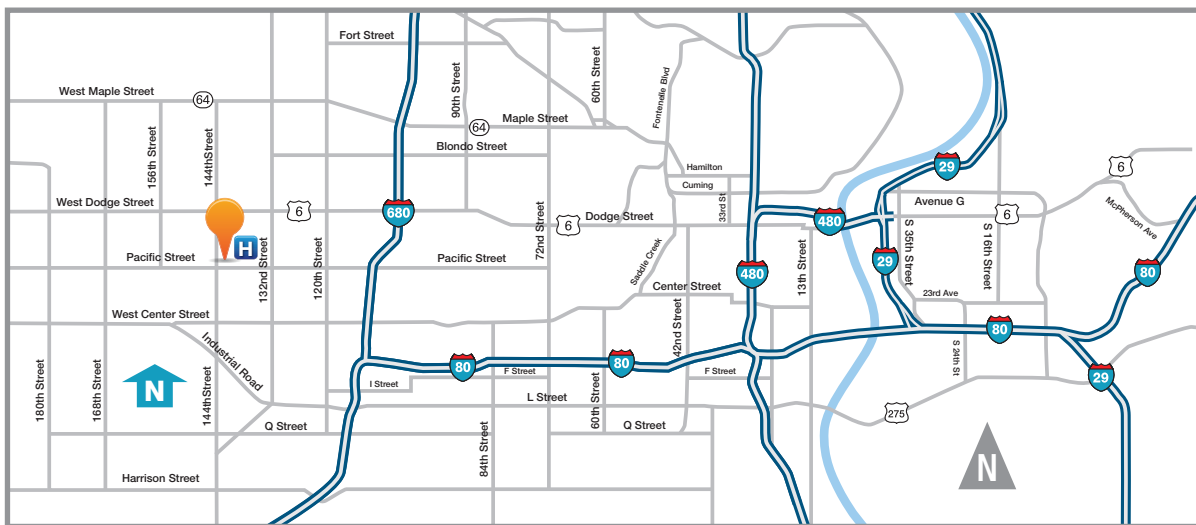 Fort Street
West Maple Street
64
90th Street
60th Street
Fontenelle Blvd
Maple Street
64
Blondo Street
156th Street
144thStreet
Hamilton
Cuming
33rd St
29
6
McPherson Ave
West Dodge Street
6
680
72nd Street
6
Dodge Street
480
Avenue G
6
H
132nd Street
120th Street
Pacific Street
Pacific Street
Saddle Creek
480
13th Street
29
S 35th Street
S 16th Street
80
Center Street
23rd Ave
West Center Street
Industrial Road
42nd Street
80
S 24th St
180th Street
168th Street
N
144th Street
I Street
80
F Street
80
F Street
29
60th Street
L Street
275
Q Street
84th Street
Q Street
N
Harrison Street